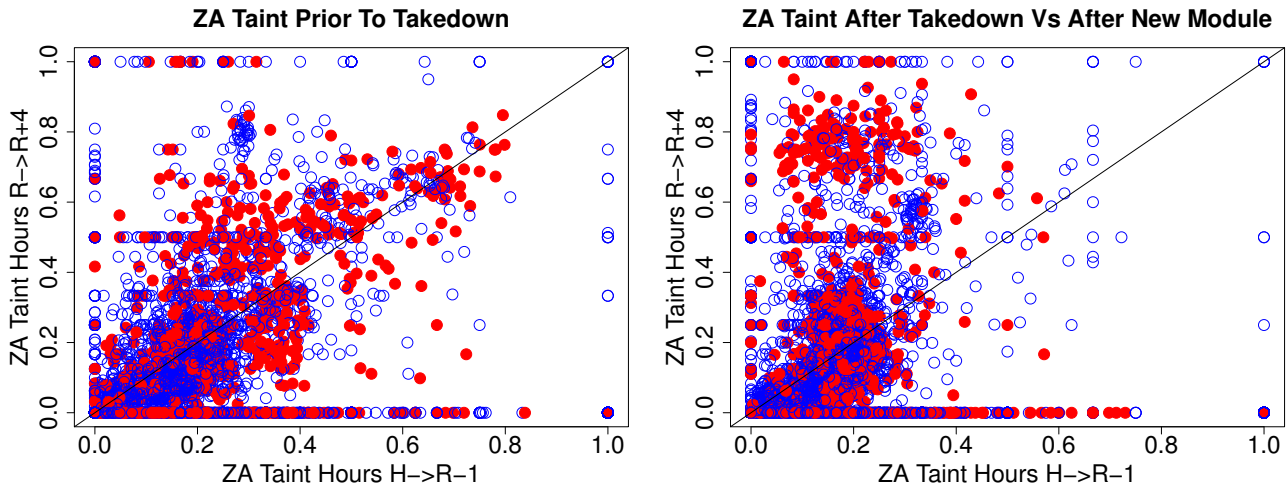 ZA Taint Prior To Takedown
ZA Taint Hours R−>R+4
0.0 0.2 0.4 0.6 0.8 1.0
0.0 0.2 0.4 0.6 0.8 1.0
ZA Taint Hours H−>R−1
ZA Taint After Takedown Vs After New Module
ZA Taint Hours R−>R+4
0.0 0.2 0.4 0.6 0.8 1.0
0.0 0.2 0.4 0.6 0.8 1.0
ZA Taint Hours H−>R−1